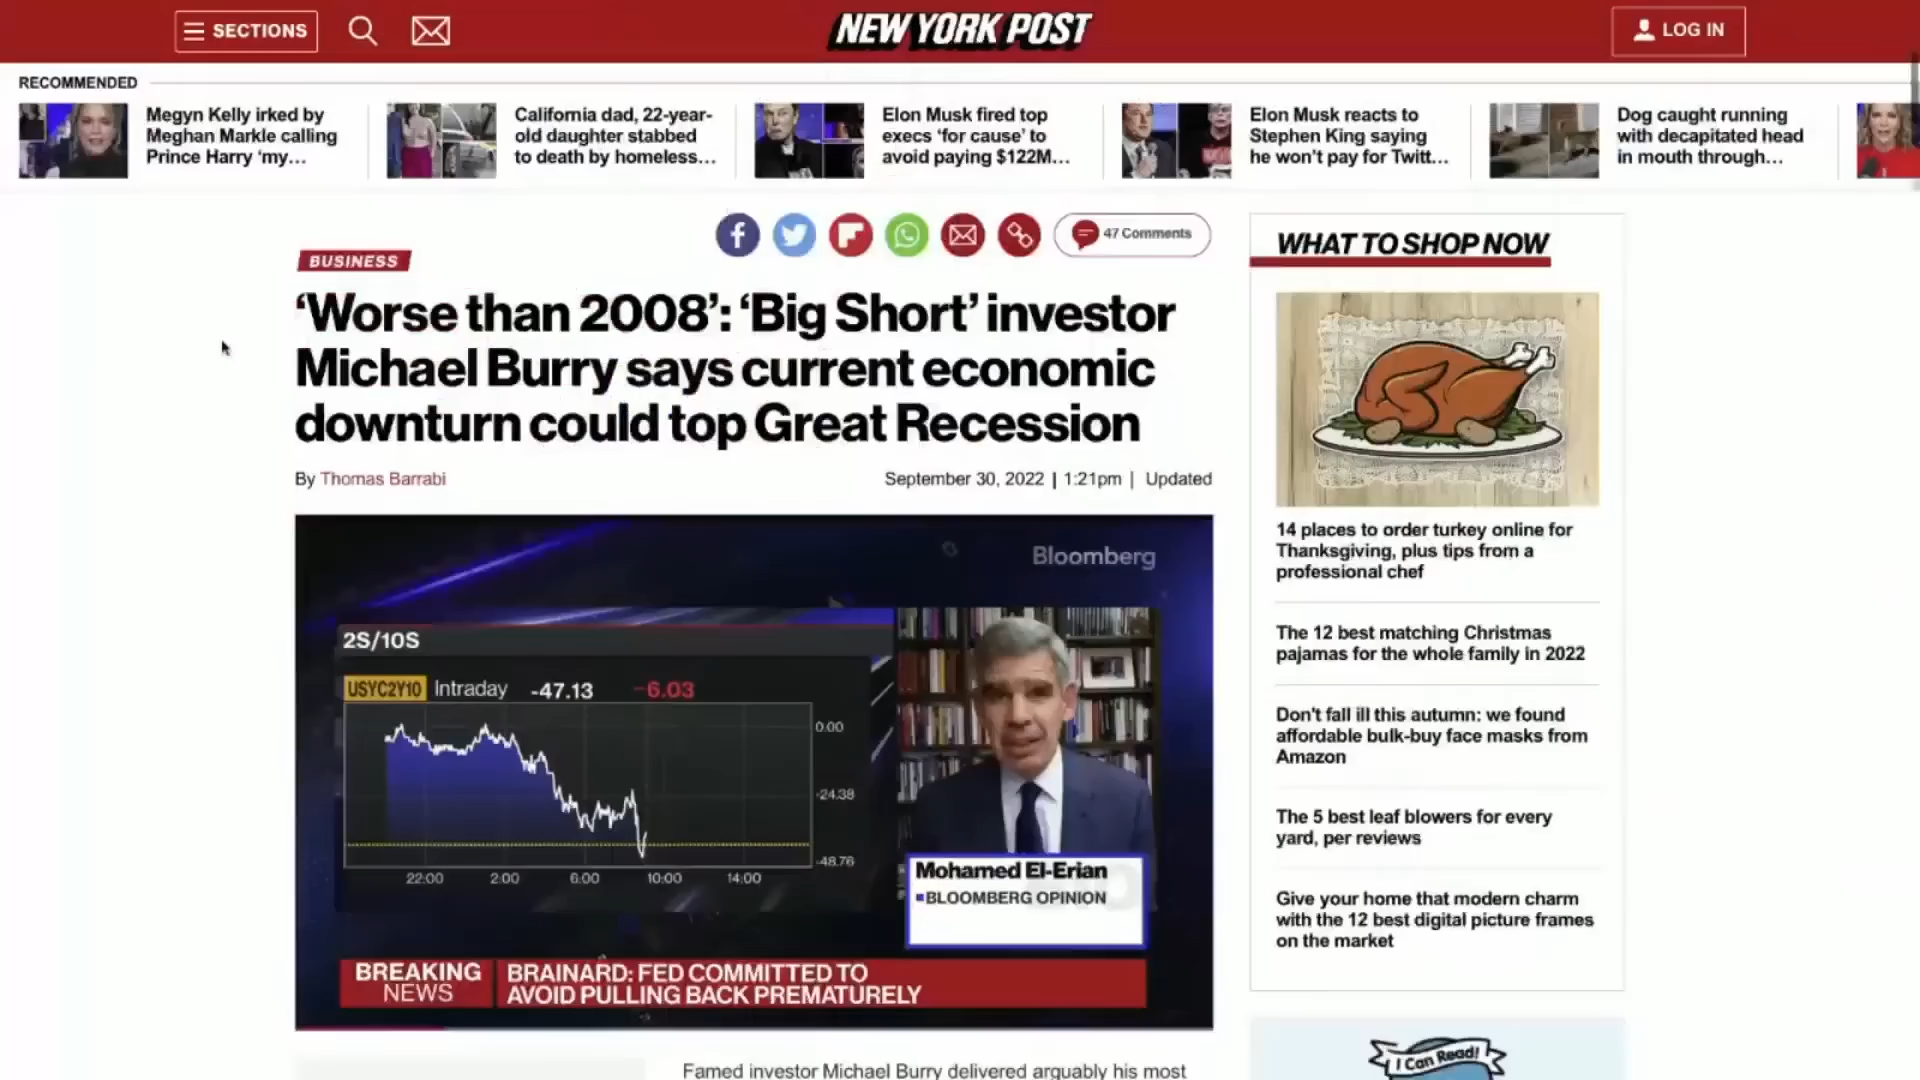 SECTIONS
NEW YORK POST
LOG IN
RECOMMENDED
Megyn Kelly irked by
Meghan Markle calling
Prince Harry ‘my...
California dad, 22-year-
old daughter stabbed
to death by homeless...
Elon Musk fired top
execs ‘for cause’ to
avoid paying $122M...
Elon Musk reacts to
Stephen King saying
he won’t pay for Twitt...
Dog caught running
with decapitated head
in mouth through...
47 Comments
BUSINESS
‘Worse than 2008’: ‘Big Short’ investor
Michael Burry says current economic
downturn could top Great Recession
By Thomas Barrabi
September 30, 2022 | 1:21pm | Updated
Bloomberg
2S/10S
USYC2Y10 Intraday -47.13 -6.03
0.00
-24.38
-48.76
22:00 2:00 6:00 10:00 14:00
Mohamed El-Erian
BLOOMBERG OPINION
BREAKING
NEWS
BRAINARD: FED COMMITTED TO
AVOID PULLING BACK PREMATURELY
Famed investor Michael Burry delivered arguably his most
WHAT TO SHOP NOW
14 places to order turkey online for
Thanksgiving, plus tips from a
professional chef
The 12 best matching Christmas
pajamas for the whole family in 2022
Don't fall ill this autumn: we found
affordable bulk-buy face masks from
Amazon
The 5 best leaf blowers for every
yard, per reviews
Give your home that modern charm
with the 12 best digital picture frames
on the market
I Can Read!